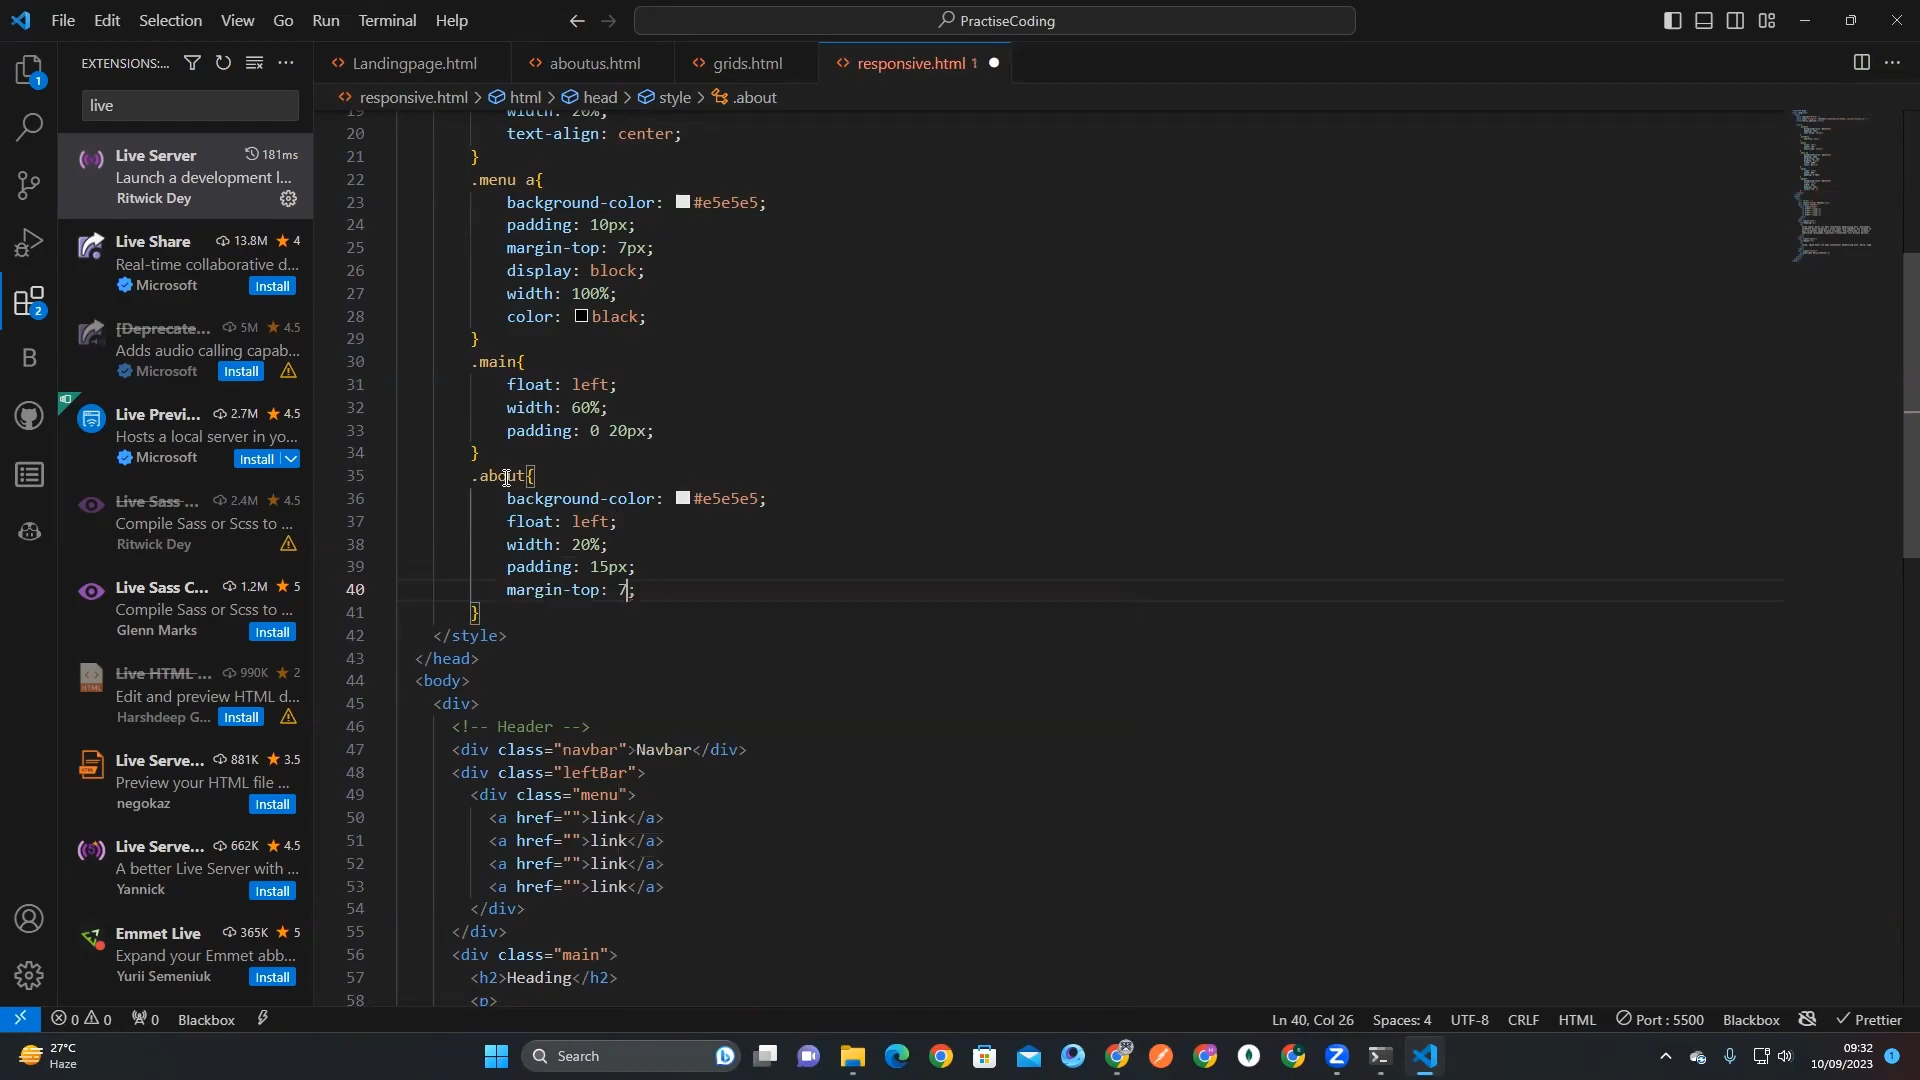 File Edit Selection View Go Run Terminal Help
PractiseCoding
EXTENSIONS:...
live
Live Server 181ms
Launch a development l...
Ritwick Dey
Live Share 13.8M 4
Real-time collaborative d...
Microsoft Install
[Deprecate... 5M 4.5
Adds audio calling capab...
Microsoft Install
Live Previ... 2.7M 4.5
Hosts a local server in yo...
Microsoft Install
Live Sass ... 2.4M 4.5
Compile Sass or Scss to ...
Ritwick Dey
Live Sass C... 1.2M 5
Compile Sass or Scss to ...
Glenn Marks Install
Live HTML ... 990K 2
Edit and preview HTML d...
Harshdeep G... Install
Live Serve... 881K 3.5
Preview your HTML file ...
negokaz Install
Live Serve... 662K 4.5
A better Live Server with ...
Yannick Install
Emmet Live 365K 5
Expand your Emmet abb...
Yurii Semeniuk Install
1
2
Landingpage.html aboutus.html grids.html responsive.html 1
responsive.html > html > head > style > .about
19 width: 20%;
20 text-align: center;
21 }
22 .menu a{
23 background-color: #e5e5e5;
24 padding: 10px;
25 margin-top: 7px;
26 display: block;
27 width: 100%;
28 color: black;
29 }
30 .main{
31 float: left;
32 width: 60%;
33 padding: 0 20px;
34 }
35 .about{
36 background-color: #e5e5e5;
37 float: left;
38 width: 20%;
39 padding: 15px;
40 margin-top: 7;
41 }
42 </style>
43 </head>
44 <body>
45 <div>
46 <!-- Header -->
47 <div class="navbar">Navbar</div>
48 <div class="leftBar">
49 <div class="menu">
50 <a href="">link</a>
51 <a href="">link</a>
52 <a href="">link</a>
53 <a href="">link</a>
54 </div>
55 </div>
56 <div class="main">
57 <h2>Heading</h2>
58 <p>
0 0 0 Blackbox
Ln 40, Col 26 Spaces: 4 UTF-8 CRLF HTML Port : 5500 Blackbox Prettier
27°C
Haze
Search
09:32
10/09/2023
1